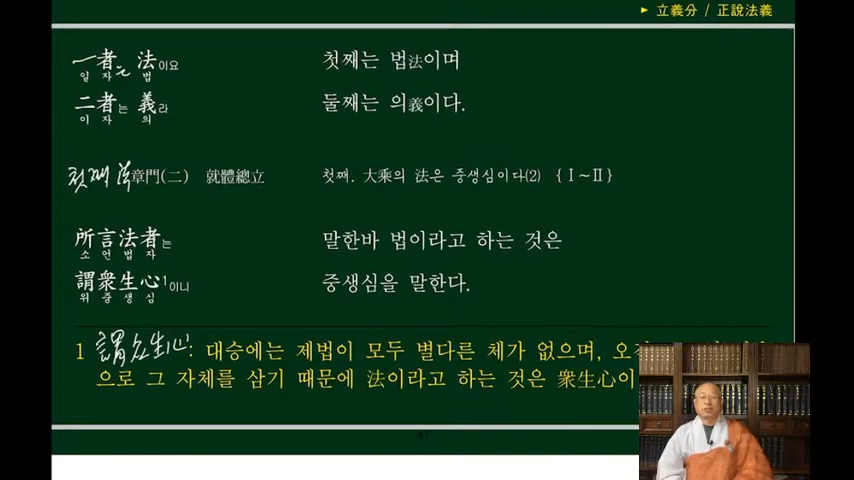 ▶ 立義分 / 正說法義
一者는 法이요
일 자 법
첫째는 법法이며
二者는 義라
이 자 의
둘째는 의義이다.
첫째 法章門(二) 就體總立
첫째. 大乘의 法은 중생심이다(2) {Ⅰ~Ⅱ}
所言法者는
소 언 법 자
말한바 법이라고 하는 것은
謂衆生心1이니
위 중 생 심
중생심을 말한다.
1 謂众生心: 대승에는 제법이 모두 별다른 체가 없으며,
으로 그 자체를 삼기 때문에 法이라고 하는 것은 衆生心이
41